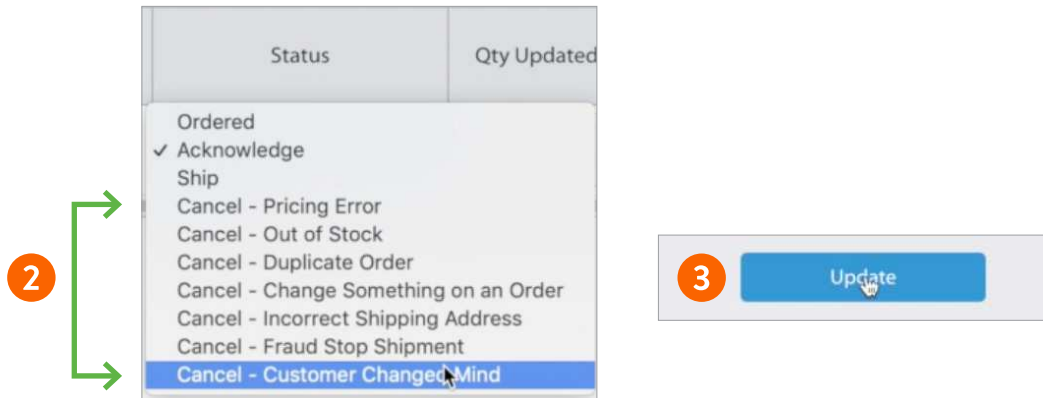 Status
Qty Updated
Ordered
✓ Acknowledge
Ship
Cancel - Pricing Error
Cancel - Out of Stock
Cancel - Duplicate Order
Cancel - Change Something on an Order
Cancel - Incorrect Shipping Address
Cancel - Fraud Stop Shipment
Cancel - Customer Changed Mind
2
3
Update